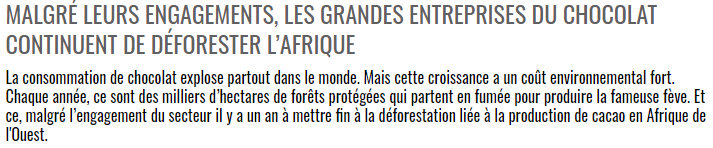 MALGRÉ LEURS ENGAGEMENTS, LES GRANDES ENTREPRISES DU CHOCOLAT
CONTINUENT DE DÉFORESTER L’AFRIQUE
La consommation de chocolat explose partout dans le monde. Mais cette croissance a un coût environnemental fort.
Chaque année, ce sont des milliers d’hectares de forêts protégées qui partent en fumée pour produire la fameuse fève. Et
ce, malgré l’engagement du secteur il y a un an à mettre fin à la déforestation liée à la production de cacao en Afrique de
l'Ouest.